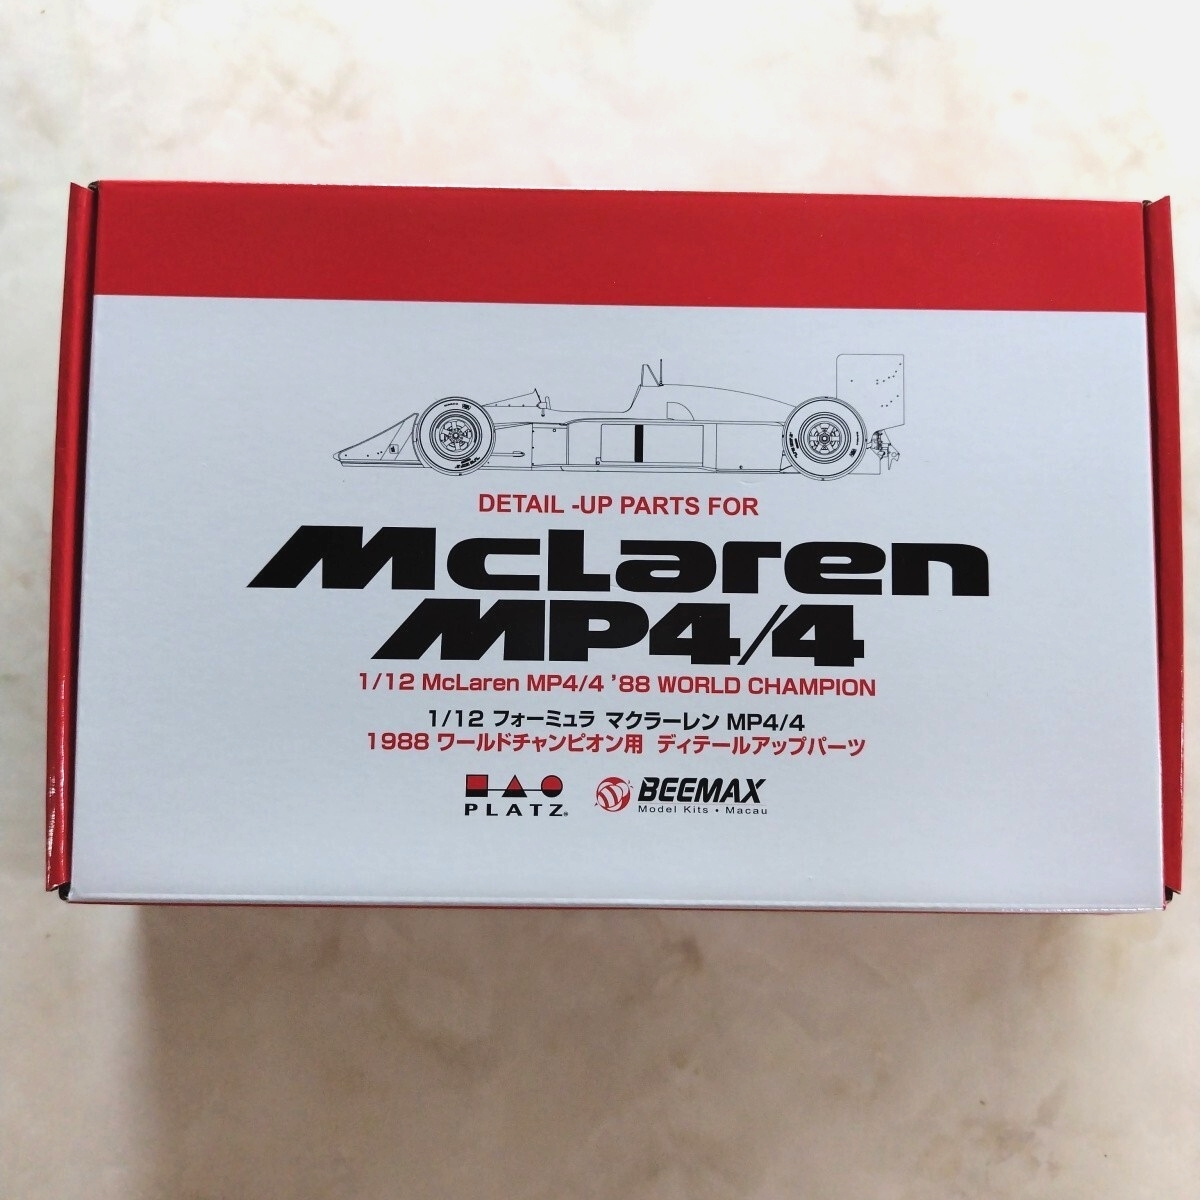 DETAIL -UP PARTS FOR
McLaren
MP4/4
1/12 McLaren MP4/4 ’88 WORLD CHAMPION
1/12 フォーミュラ マクラーレン MP4/4
1988 ワールドチャンピオン用 ディテールアップパーツ
PLATZ®
BEEMAX
Model Kits • Macau